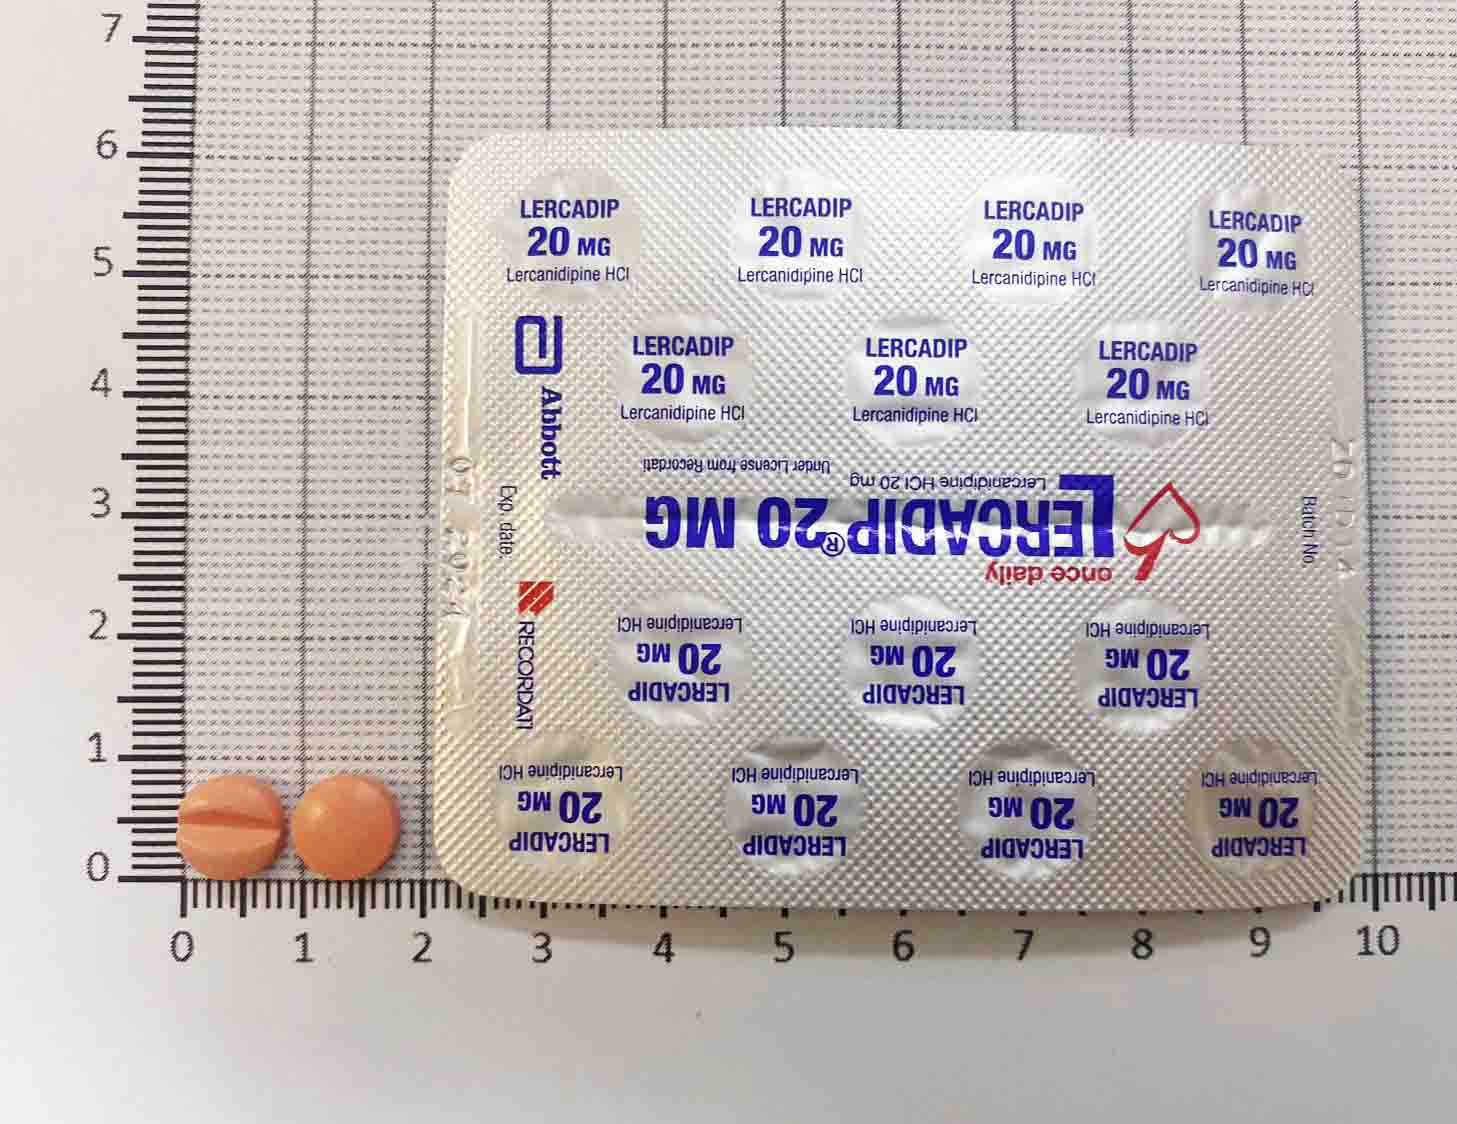 7
6
5
4
3
2
1
0
0 1 2 3 4 5 6 7 8 9 10
LERCADIP
20 MG
Lercanidipine HCl
LERCADIP
20 MG
Lercanidipine HCl
LERCADIP
20 MG
Lercanidipine HCl
LERCADIP
20 MG
Lercanidipine HCl
LERCADIP
20 MG
Lercanidipine HCl
LERCADIP
20 MG
Lercanidipine HCl
LERCADIP
20 MG
Lercanidipine HCl
Abbott
Exp. date:
RECORDATI
Batch No.
once daily
LERCADIP® 20 MG
Lercanidipine HCl 20 mg
Under License from Recordati
LERCADIP
20 MG
Lercanidipine HCl
LERCADIP
20 MG
Lercanidipine HCl
LERCADIP
20 MG
Lercanidipine HCl
LERCADIP
20 MG
Lercanidipine HCl
LERCADIP
20 MG
Lercanidipine HCl
LERCADIP
20 MG
Lercanidipine HCl
LERCADIP
20 MG
Lercanidipine HCl